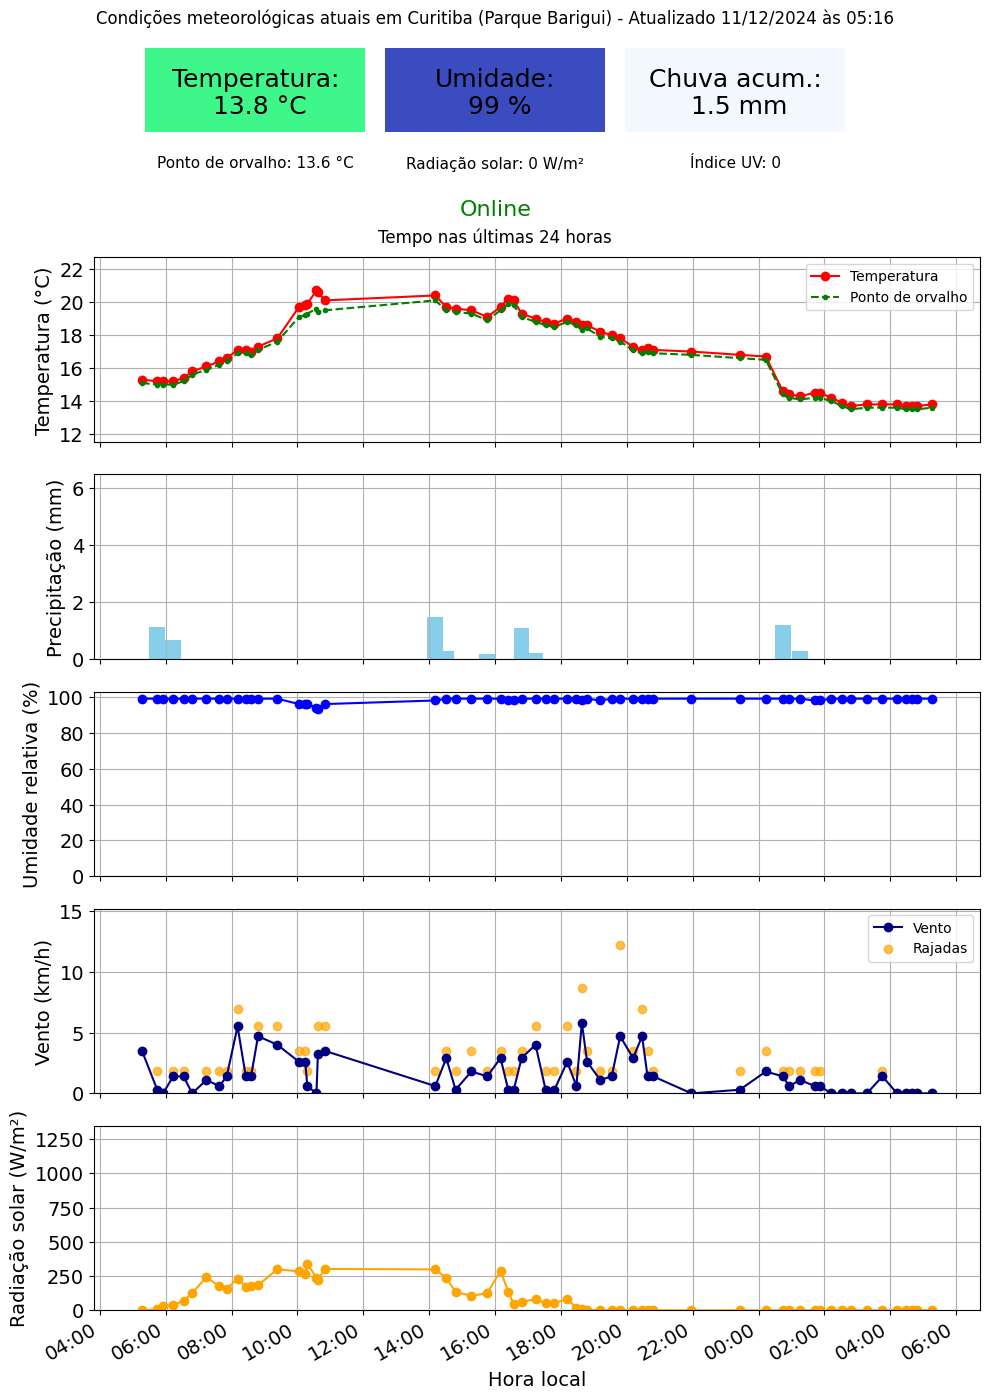 Condições meteorológicas atuais em Curitiba (Parque Barigui) - Atualizado 11/12/2024 às 05:16
Temperatura:
13.8 °C
Umidade:
99 %
Chuva acum.:
1.5 mm
Ponto de orvalho: 13.6 °C
Radiação solar: 0 W/m²
Índice UV: 0
Online
Tempo nas últimas 24 horas
Temperatura (°C)
22
20
18
16
14
12
Temperatura
Ponto de orvalho
Precipitação (mm)
6
4
2
0
Umidade relativa (%)
100
80
60
40
20
0
Vento (km/h)
15
10
5
0
Vento
Rajadas
Radiação solar (W/m²)
1250
1000
750
500
250
0
04:00
06:00
08:00
10:00
12:00
14:00
16:00
18:00
20:00
22:00
00:00
02:00
04:00
06:00
Hora local